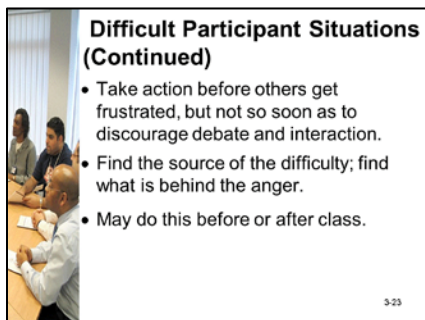 Difficult Participant Situations
(Continued)
• Take action before others get
frustrated, but not so soon as to
discourage debate and interaction.
• Find the source of the difficulty; find
what is behind the anger.
• May do this before or after class.
3-23